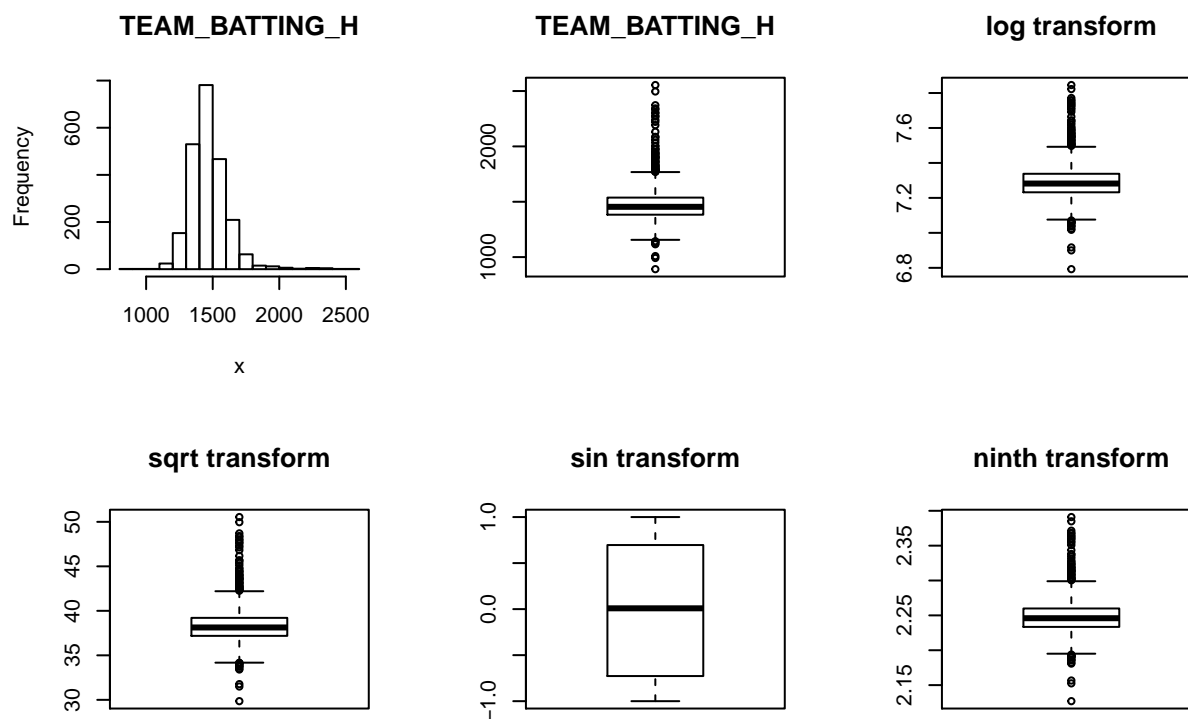 TEAM_BATTING_H
Frequency
0
200
600
1000
1500
2000
2500
x
TEAM_BATTING_H
1000
2000
log transform
6.8
7.2
7.6
sqrt transform
30
35
40
45
50
sin transform
−1.0
0.0
1.0
ninth transform
2.15
2.25
2.35